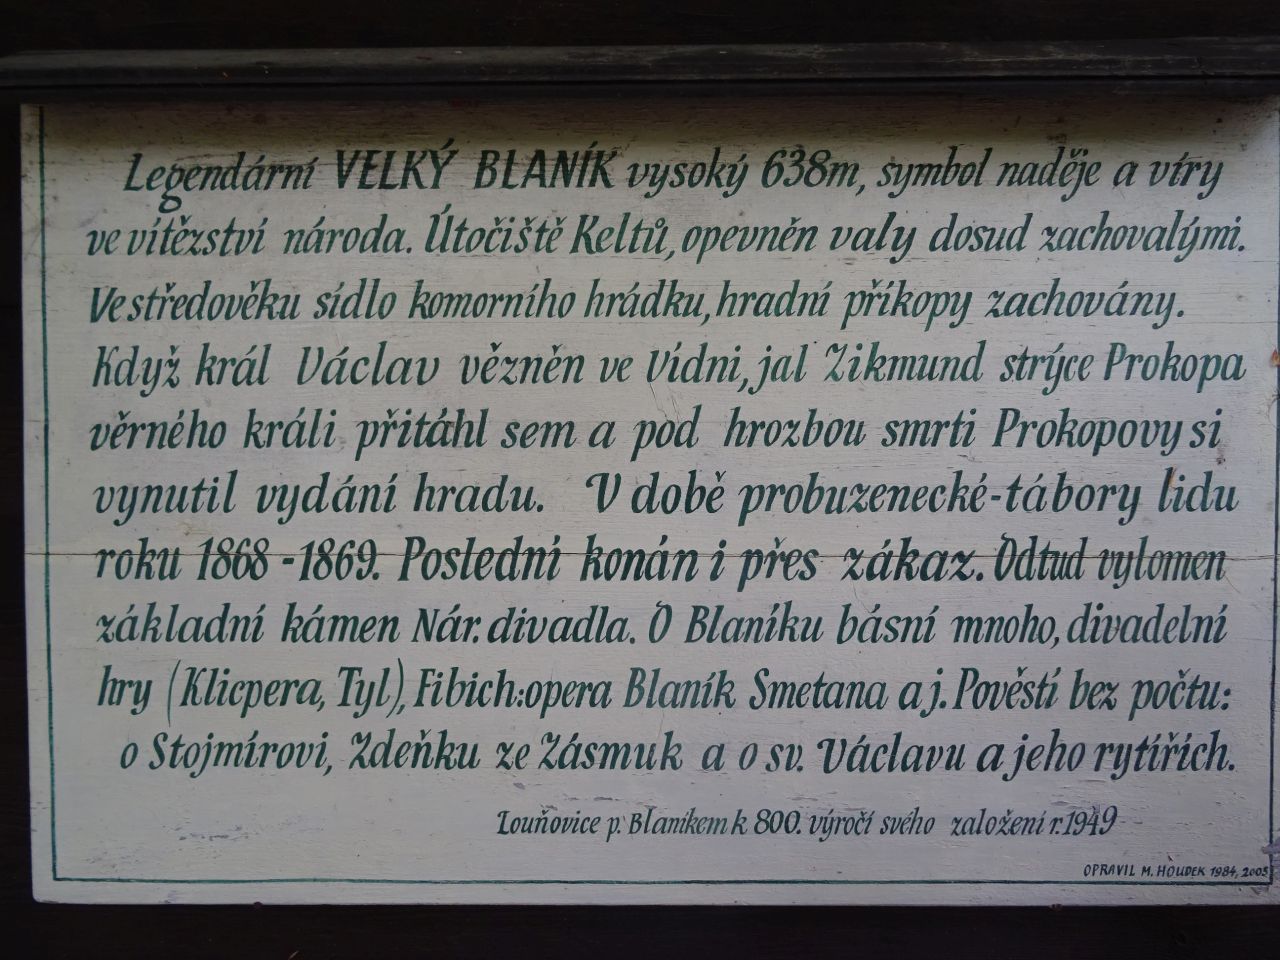 Legendární VELKÝ BLANÍK vysoký 638m, symbol naděje a víry
ve vítězství národa. Útočiště Keltů, opevněn valy dosud zachovalými.
Ve středověku sídlo komorního hrádku, hradní příkopy zachovány.
Když král Václav vězněn ve Vídni, jal Zikmund strýce Prokopa
věrného králi přitáhl sem a pod hrozbou smrti Prokopovy si
vynutil vydání hradu. V době probuzenecké-tábory lidu
roku 1868-1869. Poslední konán i přes zákaz. Odtud vylomen
základní kámen Nár. divadla. O Blaníku básní mnoho, divadelní
hry (Klicpera, Tyl), Fibich:opera Blaník Smetana a j. Pověstí bez počtu:
o Stojmírovi, Zdeňku ze Zásmuk a o sv. Václavu a jeho rytířích.
Louňovice p. Blaníkem k 800. výročí svého založení r. 1949
OPRAVIL M. HOUDEK 1984, 2005